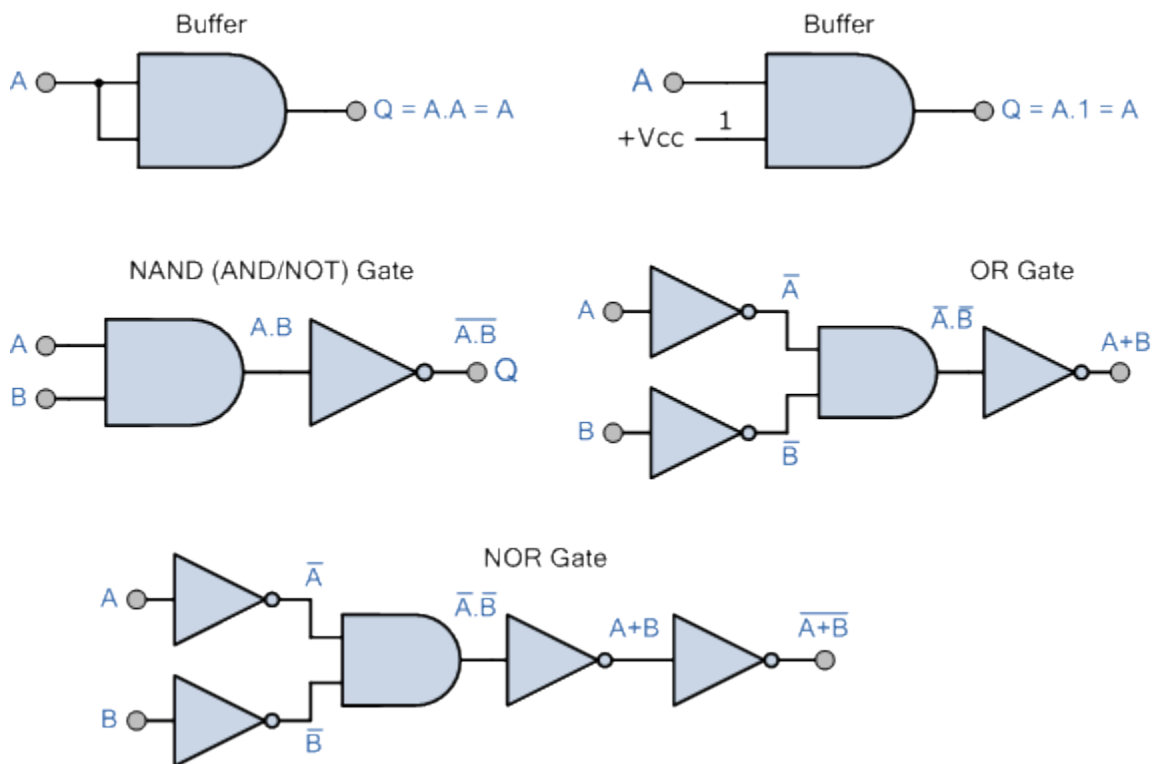 Buffer
A
Q = A.A = A
Buffer
A
+Vcc
1
Q = A.1 = A
NAND (AND/NOT) Gate
A
B
A.B
A̅.̅B̅
Q
OR Gate
A
A̅
B
B̅
A̅.B̅
A+B
NOR Gate
A
A̅
B
B̅
A̅.B̅
A+B
A̅+̅B̅